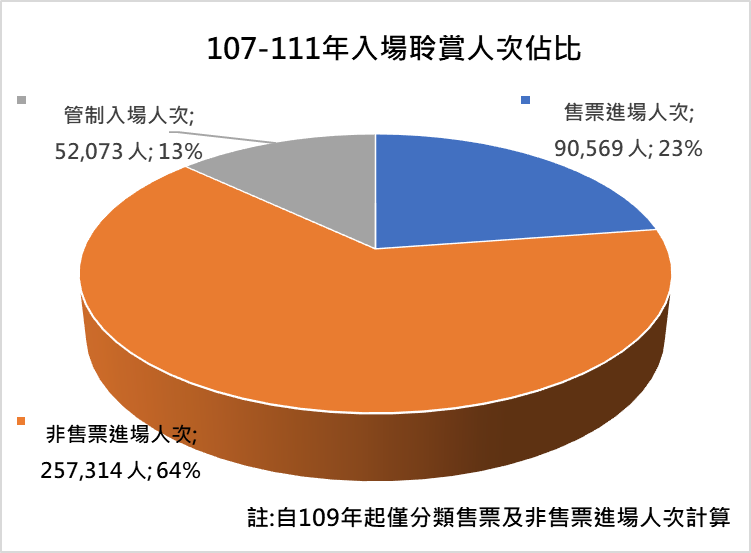 107-111年入場聆賞人次佔比
管制入場人次;
52,073 人; 13%
售票進場人次;
90,569 人; 23%
非售票進場人次;
257,314 人; 64%
註:自109年起僅分類售票及非售票進場人次計算